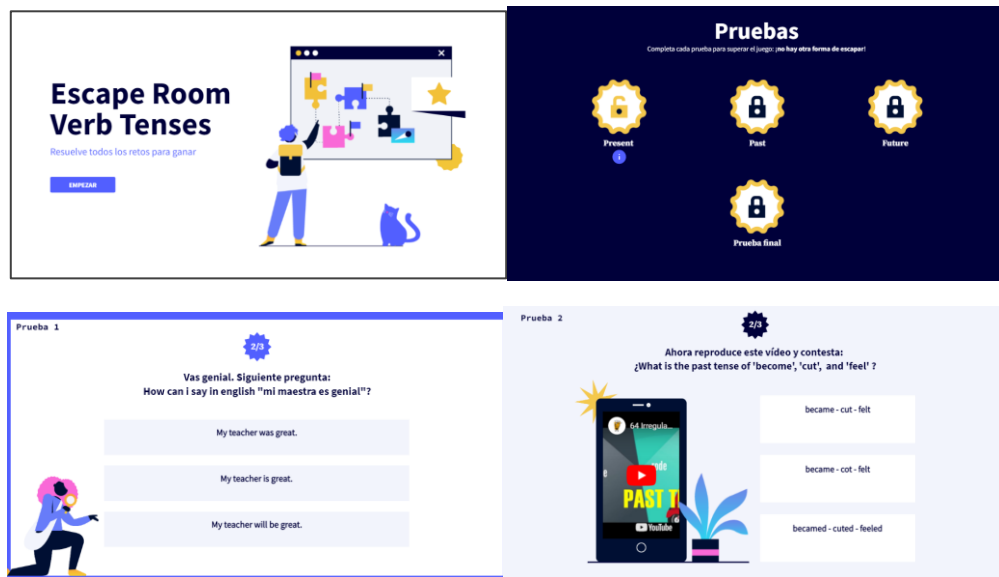 Escape Room
Verb Tenses
Resuelve todos los retos para ganar
EMPEZAR
Pruebas
Completa cada prueba para superar el juego: ¡no hay otra forma de escapar!
Present
Past
Future
i
Prueba final
Prueba 1
2/3
Vas genial. Siguiente pregunta:
How can i say in english "mi maestra es genial"?
My teacher was great.
My teacher is great.
My teacher will be great.
Prueba 2
2/3
Ahora reproduce este vídeo y contesta:
¿What is the past tense of 'become', 'cut', and 'feel' ?
64 Irregula...
PAST T
YouTube
became - cut - felt
became - cot - felt
becamed - cuted - feeled